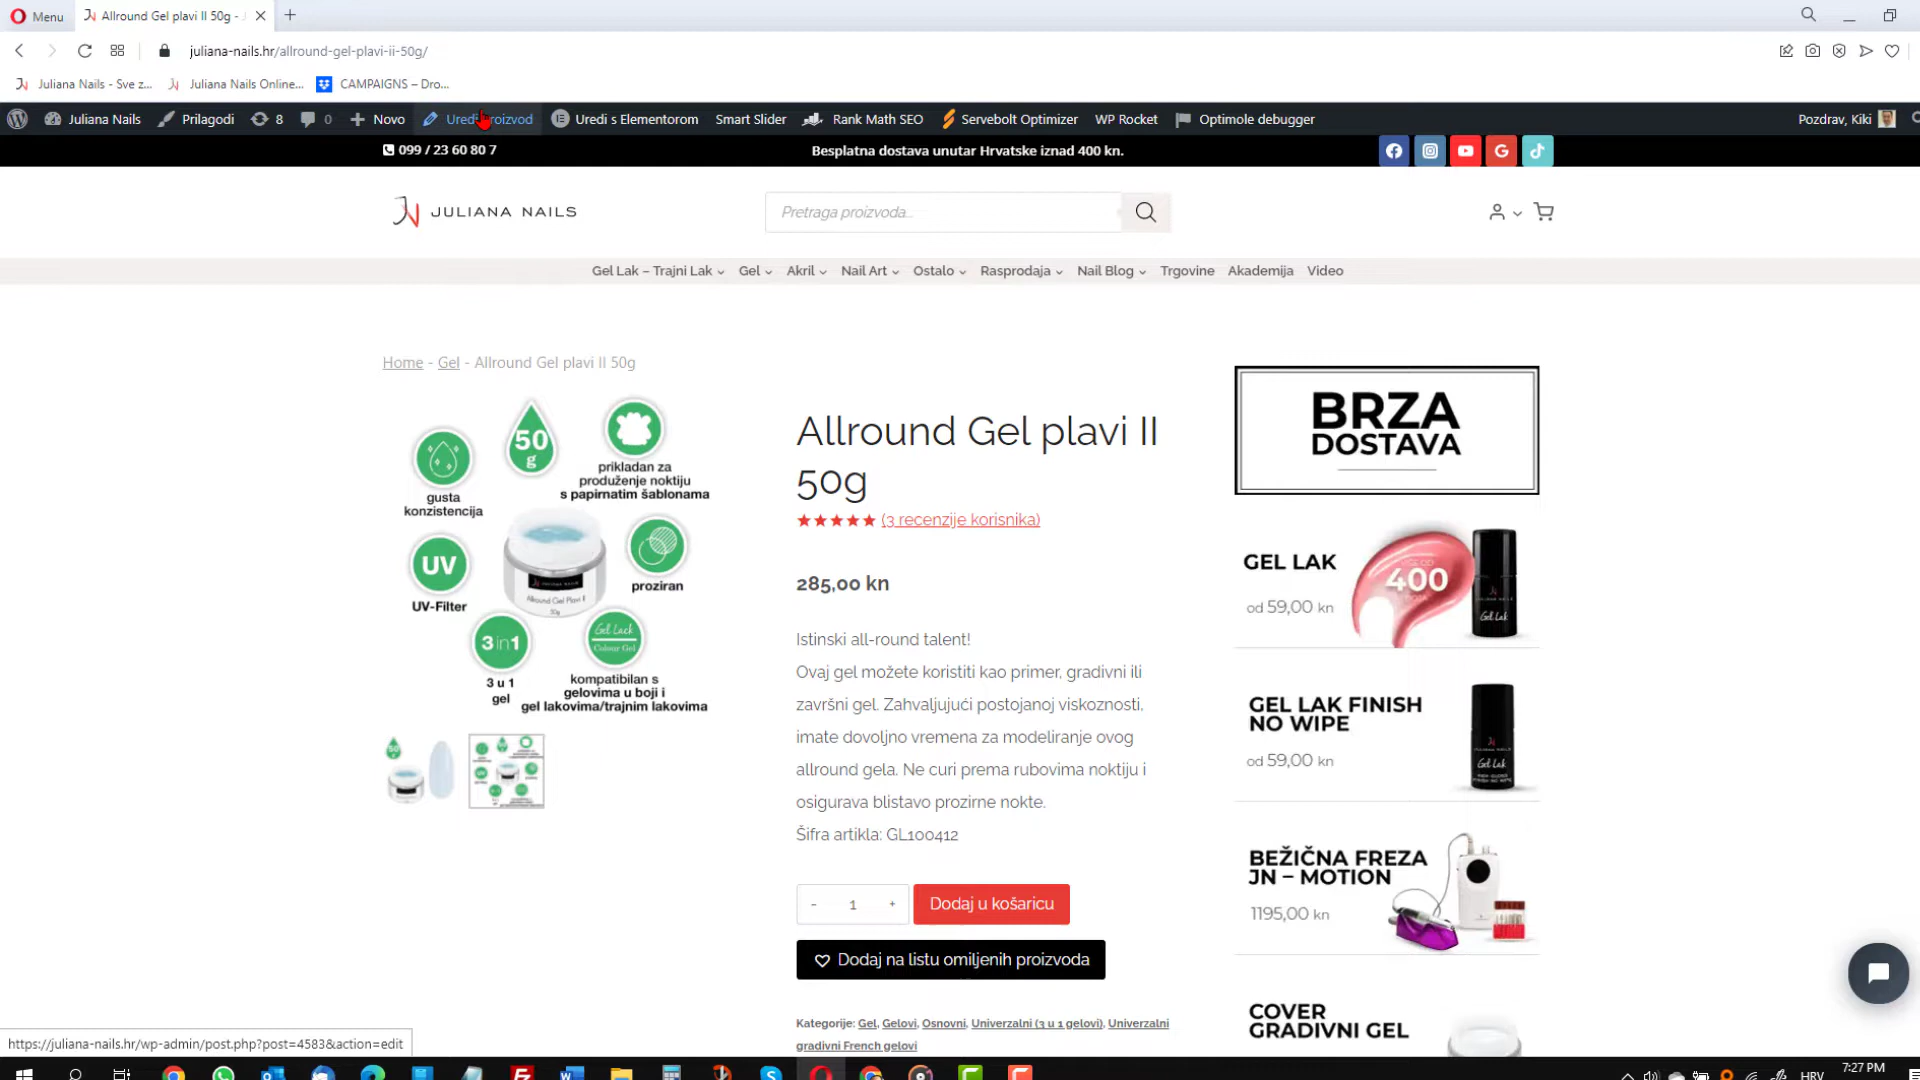 Menu
Allround Gel plavi II 50g -
juliana-nails.hr/allround-gel-plavi-ii-50g/
Juliana Nails - Sve z...
Juliana Nails Online...
CAMPAIGNS – Dro...
Juliana Nails
Prilagodi
8
0
Novo
Uredi s Elementorom
Smart Slider
Rank Math SEO
Servebolt Optimizer
WP Rocket
Optimole debugger
Pozdrav, Kiki
099 / 23 60 80 7
Besplatna dostava unutar Hrvatske iznad 400 kn.
JULIANA NAILS
Pretraga proizvoda...
Gel Lak – Trajni Lak
Gel
Akril
Nail Art
Ostalo
Rasprodaja
Nail Blog
Trgovine
Akademija
Video
Home - Gel - Allround Gel plavi II 50g
50
g
gusta
konzistencija
prikladan za
produženje noktiju
s papirnatim šablonama
UV
UV-Filter
proziran
JULIANA NAILS
Allround Gel Plavi II
50g
3 in 1
3 u 1
gel
Gel Lack
Colour Gel
kompatibilan s
gelovima u boji i
gel lakovima/trajnim lakovima
Allround Gel plavi II
50g
(3 recenzije korisnika)
285,00 kn
Istinski all-round talent!
Ovaj gel možete koristiti kao primer, gradivni ili
završni gel. Zahvaljujući postojanoj viskoznosti,
imate dovoljno vremena za modeliranje ovog
allround gela. Ne curi prema rubovima noktiju i
osigurava blistavo prozirne nokte.
Šifra artikla: GL100412
- 1 +
Dodaj u košaricu
Dodaj na listu omiljenih proizvoda
Kategorije: Gel, Gelovi, Osnovni, Univerzalni (3 u 1 gelovi), Univerzalni
gradivni French gelovi
BRZA
DOSTAVA
GEL LAK
od 59,00 kn
400
Gel Lak
GEL LAK FINISH
NO WIPE
od 59,00 kn
Gel Lak
BEŽIČNA FREZA
JN – MOTION
1195,00 kn
COVER
GRADIVNI GEL
https://juliana-nails.hr/wp-admin/post.php?post=4583&action=edit
HRV
7:27 PM